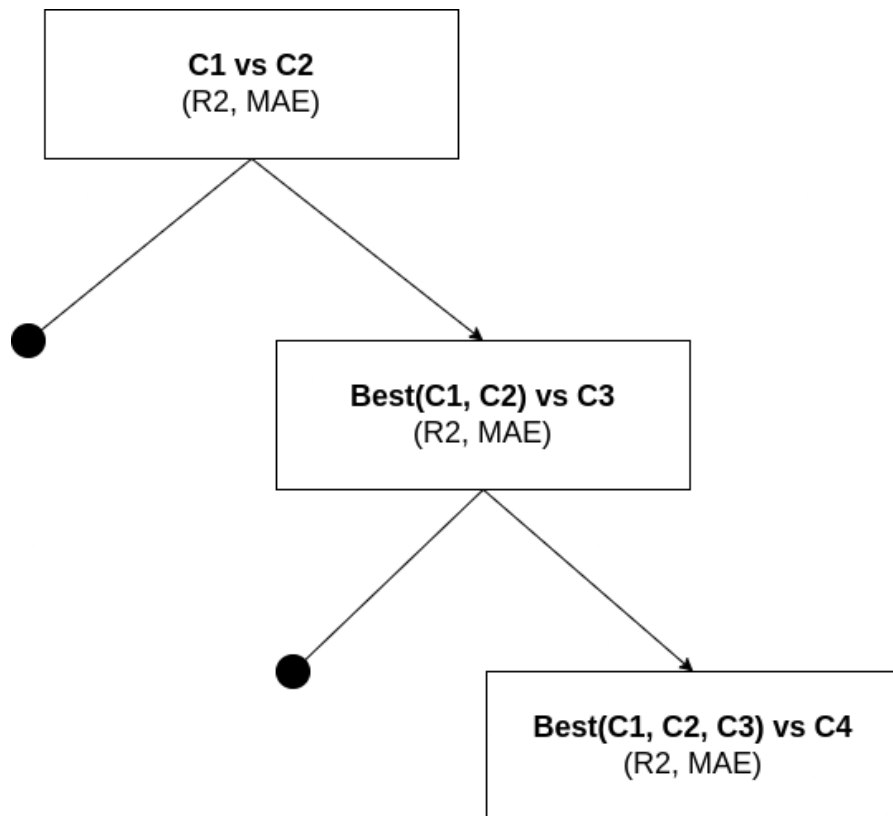 C1 vs C2
(R2, MAE)
Best(C1, C2) vs C3
(R2, MAE)
Best(C1, C2, C3) vs C4
(R2, MAE)